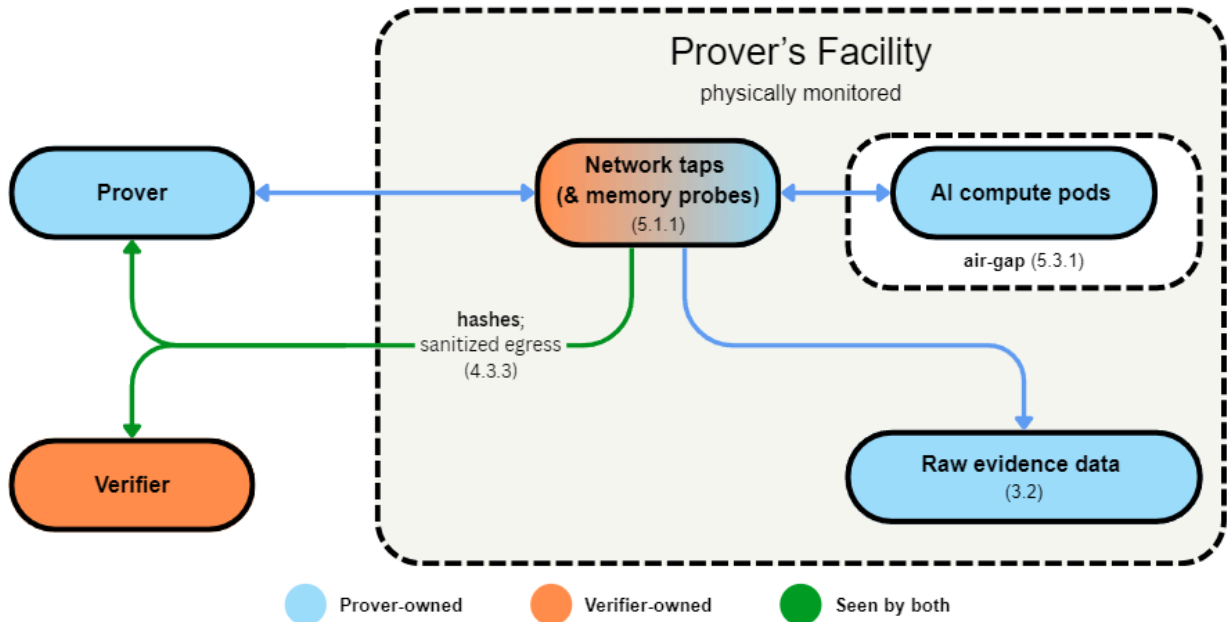 Prover’s Facility
physically monitored
Prover
Network taps
(& memory probes)
(5.1.1)
AI compute pods
air-gap (5.3.1)
hashes;
sanitized egress
(4.3.3)
Verifier
Raw evidence data
(3.2)
Prover-owned
Verifier-owned
Seen by both